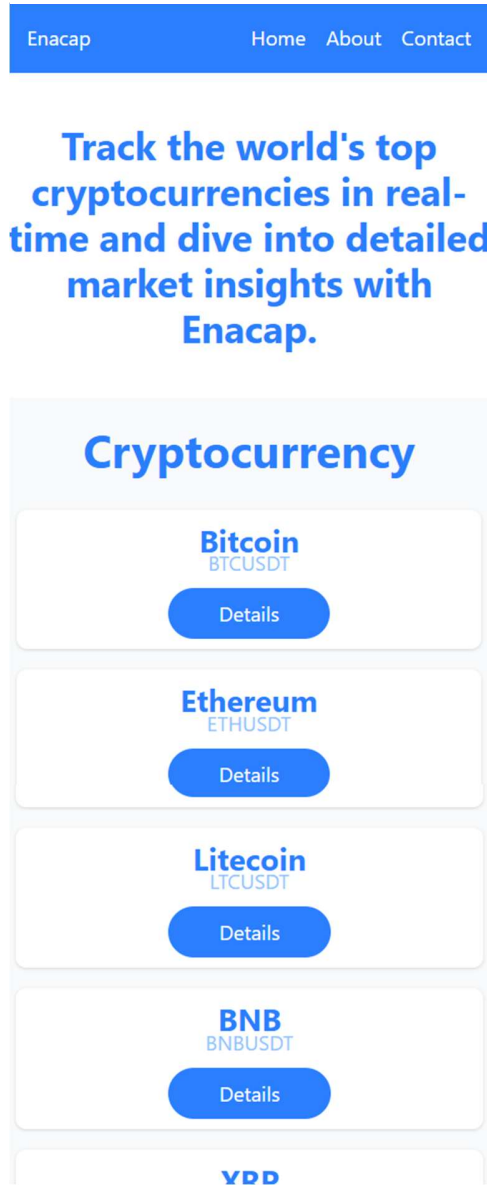 Enacap Home About Contact
Track the world's top
cryptocurrencies in real-
time and dive into detailed
market insights with
Enacap.
Cryptocurrency
Bitcoin
BTCUSDT
Details
Ethereum
ETHUSDT
Details
Litecoin
LTCUSDT
Details
BNB
BNBUSDT
Details
XRP